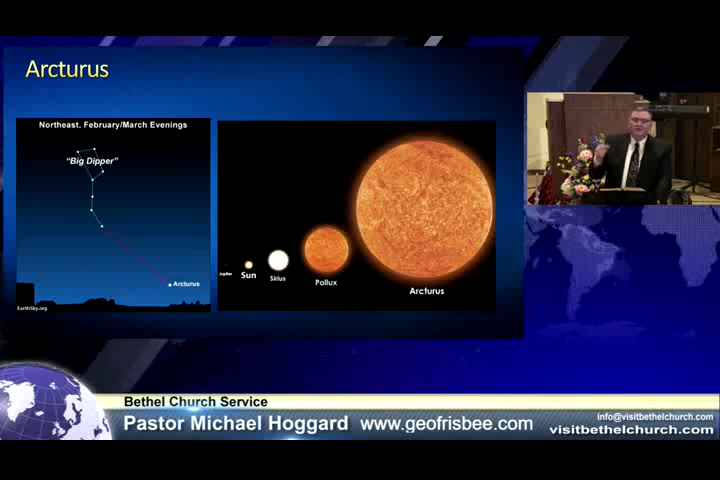 Arcturus
Northeast, February/March Evenings
"Big Dipper"
Arcturus
EarthSky.org
Jupiter
Sun
Sirius
Pollux
Arcturus
Bethel Church Service
Pastor Michael Hoggard www.geofrisbee.com
info@visitbethelchurch.com
visitbethelchurch.com